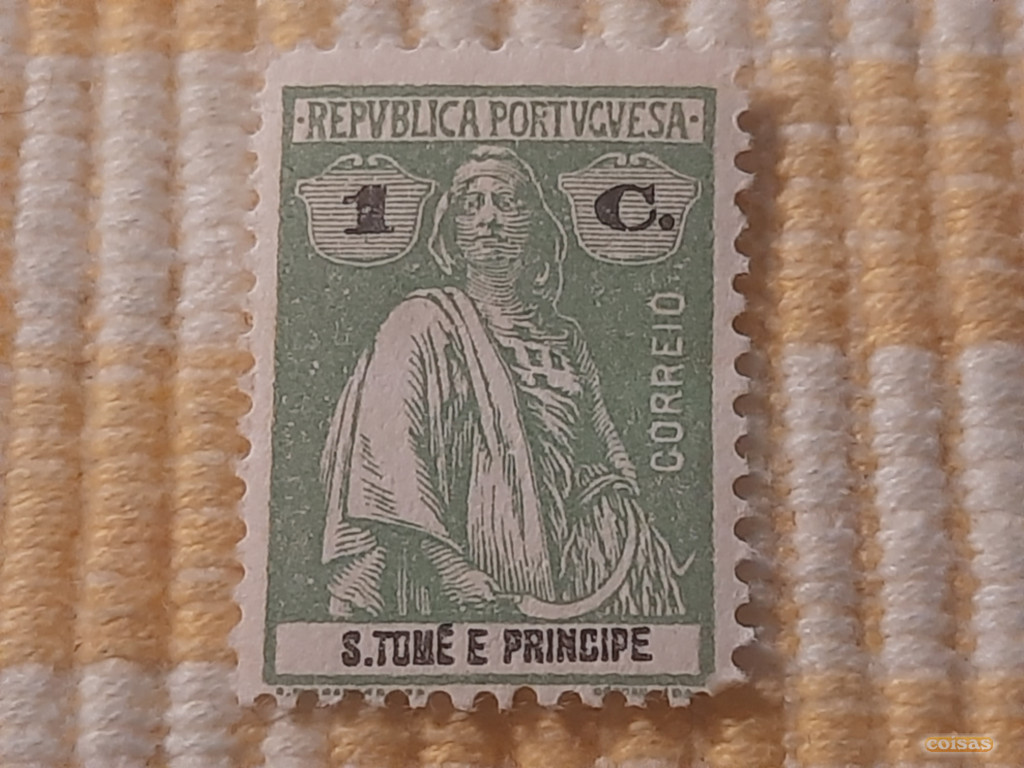 ·REPVBLICA PORTVGVESA·
1 C.
CORREIO
S.TOMÉ E PRINCIPE
coisas